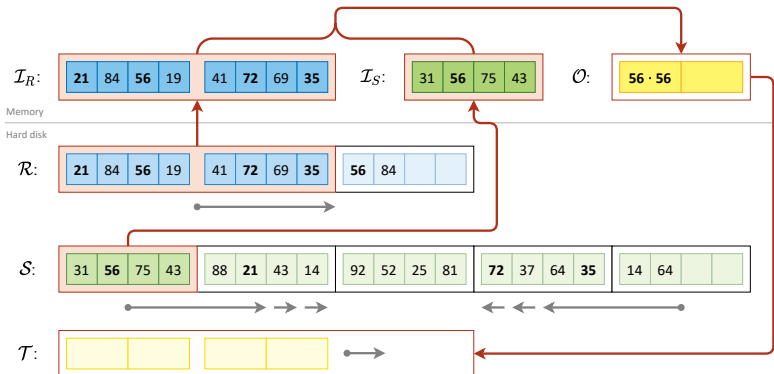 ℐR: 21 84 56 19 41 72 69 35 ℐS: 31 56 75 43 𝒪: 56 · 56
Memory
Hard disk
ℛ: 21 84 56 19 41 72 69 35 56 84
𝒮: 31 56 75 43 88 21 43 14 92 52 25 81 72 37 64 35 14 64
𝒯: